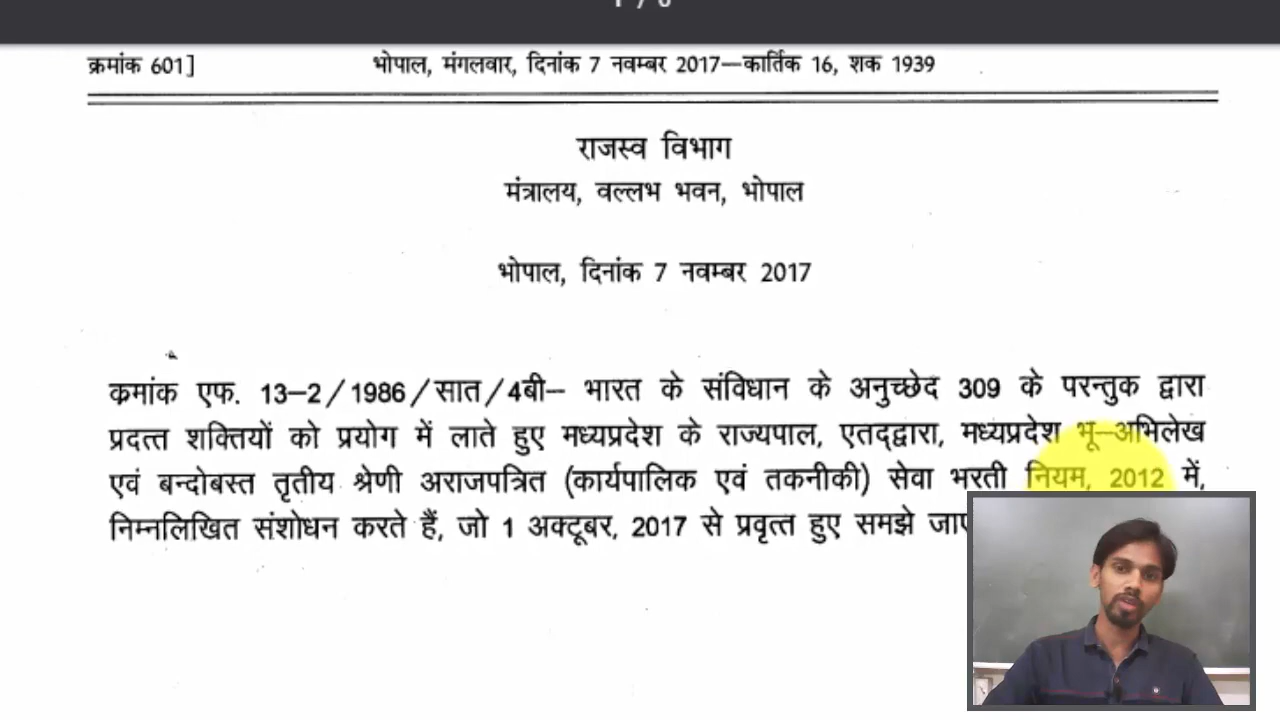 क्रमांक 601] भोपाल, मंगलवार, दिनांक 7 नवम्बर 2017—कार्तिक 16, शक 1939
राजस्व विभाग
मंत्रालय, वल्लभ भवन, भोपाल
भोपाल, दिनांक 7 नवम्बर 2017
कमांक एफ. 13–2/1986/सात/4बी– भारत के संविधान के अनुच्छेद 309 के परन्तुक द्वारा
प्रदत्त शक्तियों को प्रयोग में लाते हुए मध्यप्रदेश के राज्यपाल, एतद्द्वारा, मध्यप्रदेश भू–अभिलेख
एवं बन्दोबस्त तृतीय श्रेणी अराजपत्रित (कार्यपालिक एवं तकनीकी) सेवा भरती नियम, 2012 में,
निम्नलिखित संशोधन करते हैं, जो 1 अक्टूबर, 2017 से प्रवृत्त हुए समझे